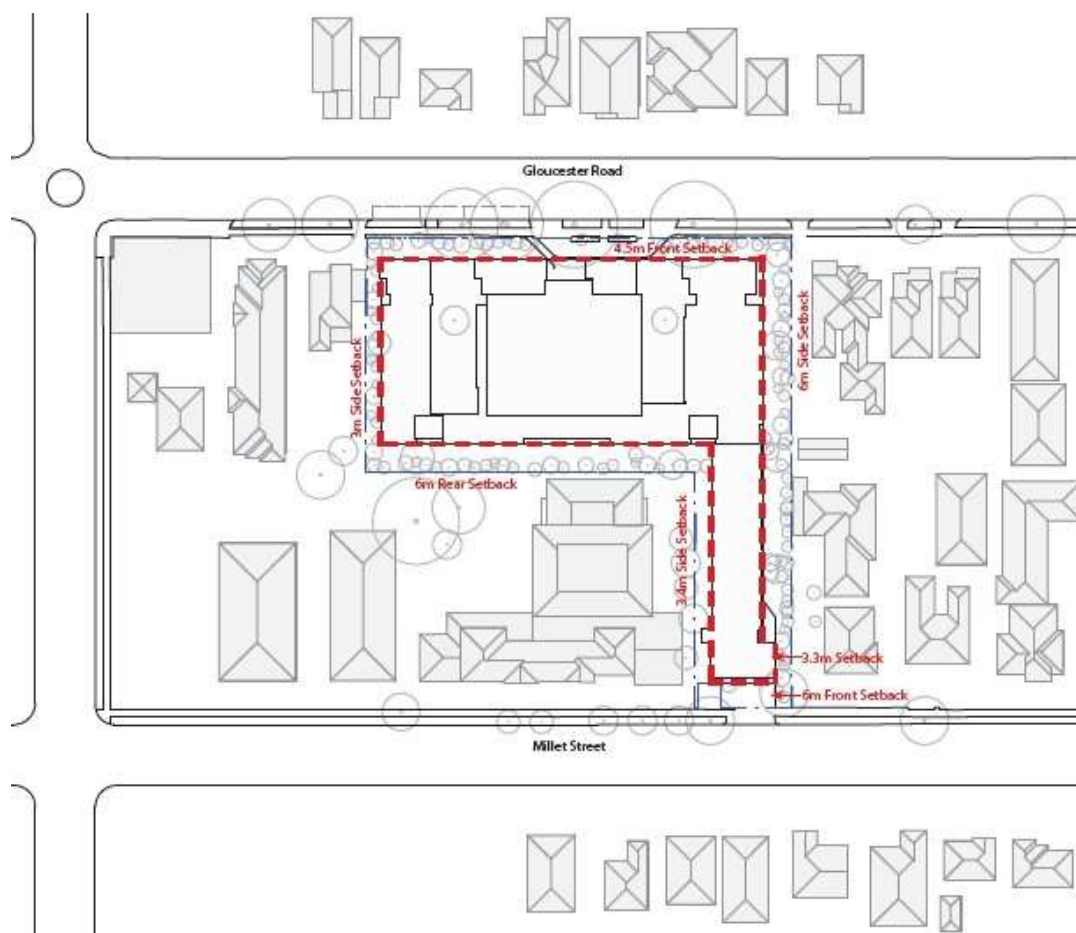 Gloucester Road
4.5m Front Setback
3m Side Setback
6m Side Setback
6m Rear Setback
3.4m Side Setback
3.3m Setback
6m Front Setback
Millet Street